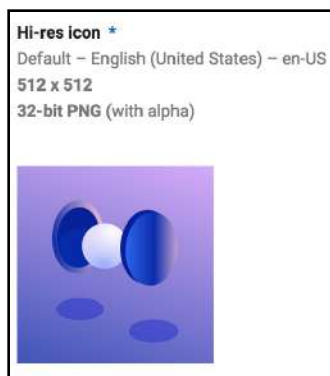 Hi-res icon *
Default – English (United States) – en-US
512 x 512
32-bit PNG (with alpha)